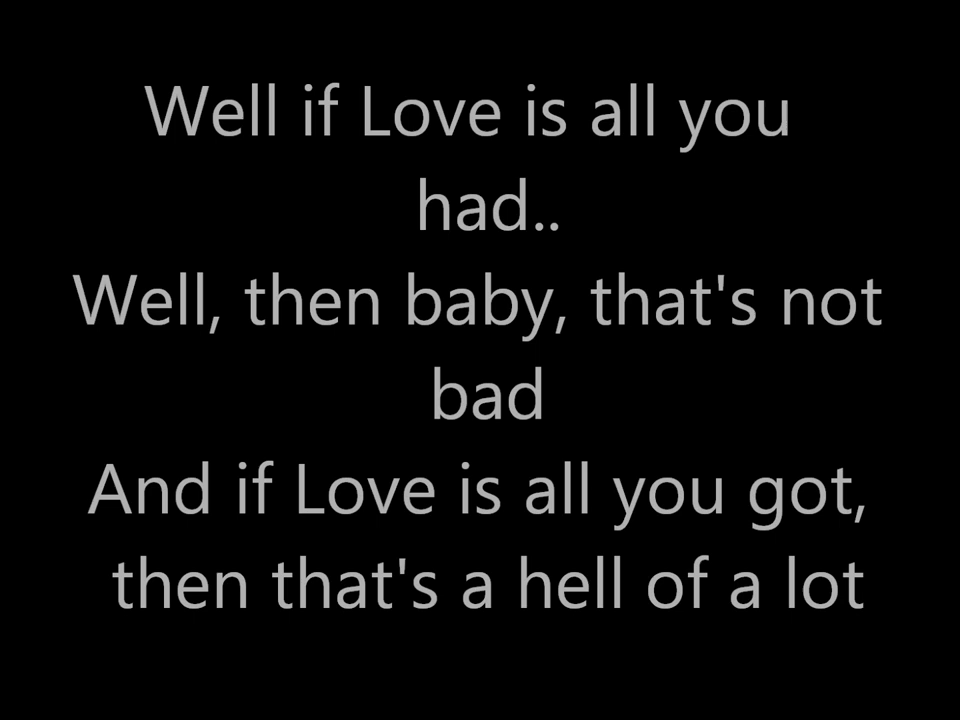 Well if Love is all you
had..
Well, then baby, that's not
bad
And if Love is all you got,
then that's a hell of a lot